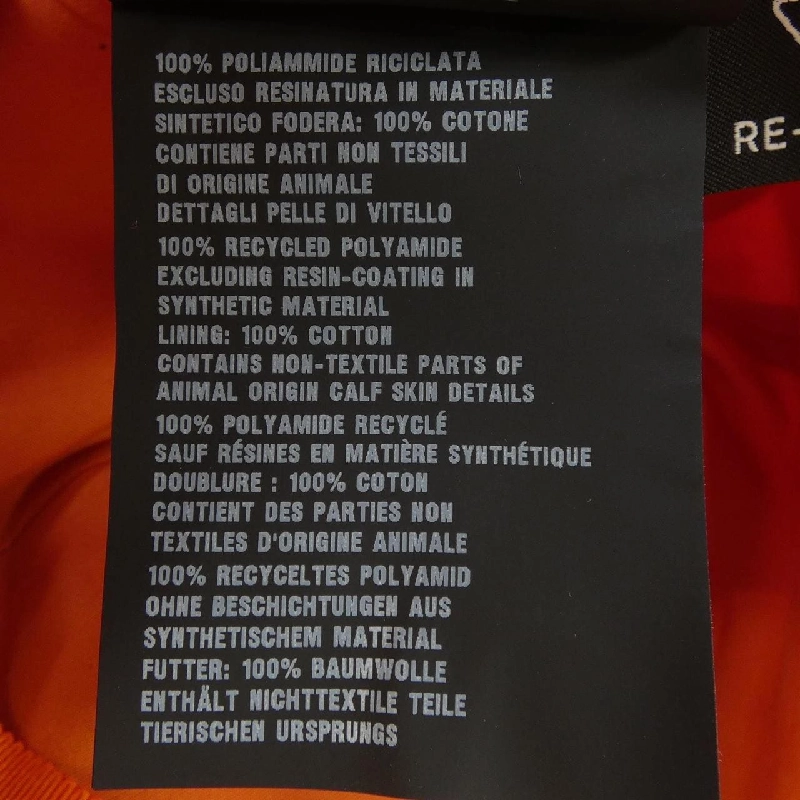 100% POLIAMMIDE RICICLATA
ESCLUSO RESINATURA IN MATERIALE
SINTETICO FODERA: 100% COTONE
CONTIENE PARTI NON TESSILI
DI ORIGINE ANIMALE
DETTAGLI PELLE DI VITELLO
100% RECYCLED POLYAMIDE
EXCLUDING RESIN-COATING IN
SYNTHETIC MATERIAL
LINING: 100% COTTON
CONTAINS NON-TEXTILE PARTS OF
ANIMAL ORIGIN CALF SKIN DETAILS
100% POLYAMIDE RECYCLÉ
SAUF RÉSINES EN MATIÈRE SYNTHÉTIQUE
DOUBLURE : 100% COTON
CONTIENT DES PARTIES NON
TEXTILES D'ORIGINE ANIMALE
100% RECYCELTES POLYAMID
OHNE BESCHICHTUNGEN AUS
SYNTHETISCHEM MATERIAL
FUTTER: 100% BAUMWOLLE
ENTHÄLT NICHTTEXTILE TEILE
TIERISCHEN URSPRUNGS
RE-